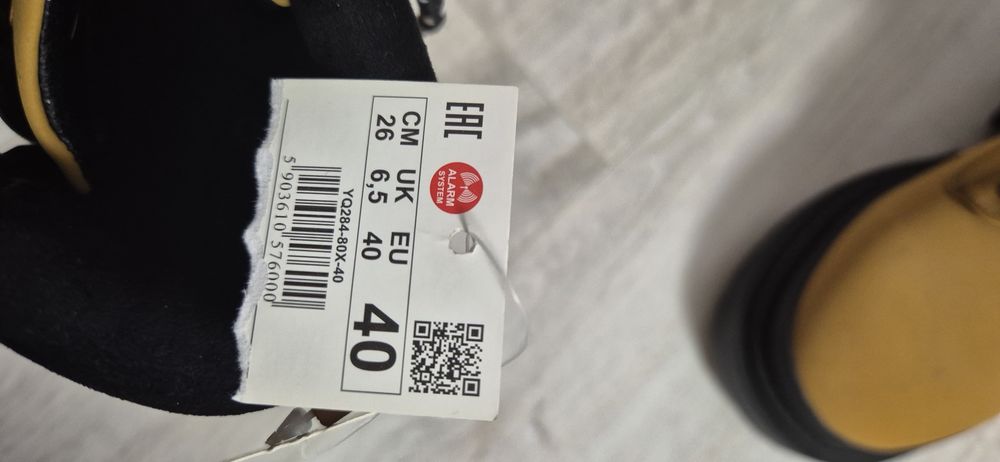 EAC
ALARM
SYSTEM
CM UK EU
26 6,5 40
40
YQ284-80X-40
5 903610 576000